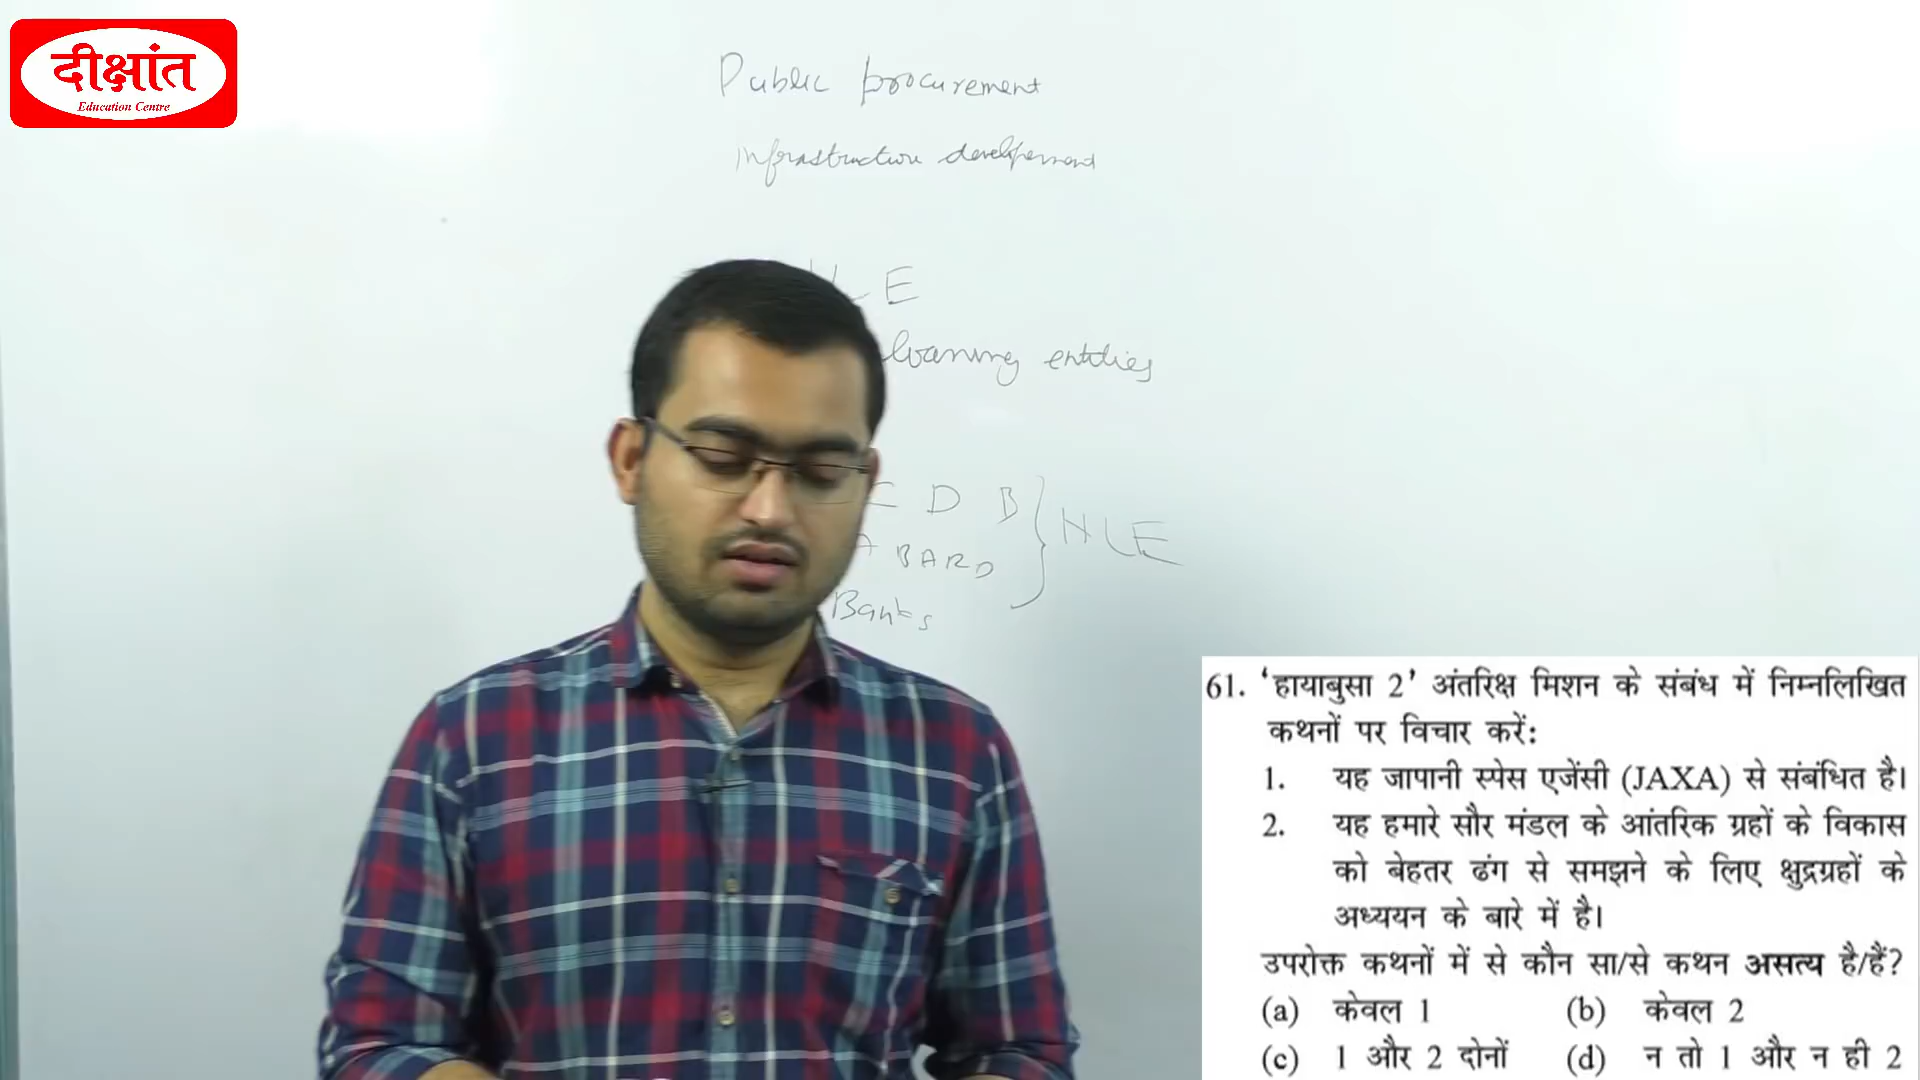 दीक्षांत
Education Centre
Public procurement
infrastructure development
L E
loaning entities
C D B
A BARD
NLE
Banks
61. ‘हायाबुसा 2’ अंतरिक्ष मिशन के संबंध में निम्नलिखित
कथनों पर विचार करें:
1. यह जापानी स्पेस एजेंसी (JAXA) से संबंधित है।
2. यह हमारे सौर मंडल के आंतरिक ग्रहों के विकास
को बेहतर ढंग से समझने के लिए क्षुद्रग्रहों के
अध्ययन के बारे में है।
उपरोक्त कथनों में से कौन सा/से कथन असत्य है/हैं?
(a) केवल 1 (b) केवल 2
(c) 1 और 2 दोनों (d) न तो 1 और न ही 2